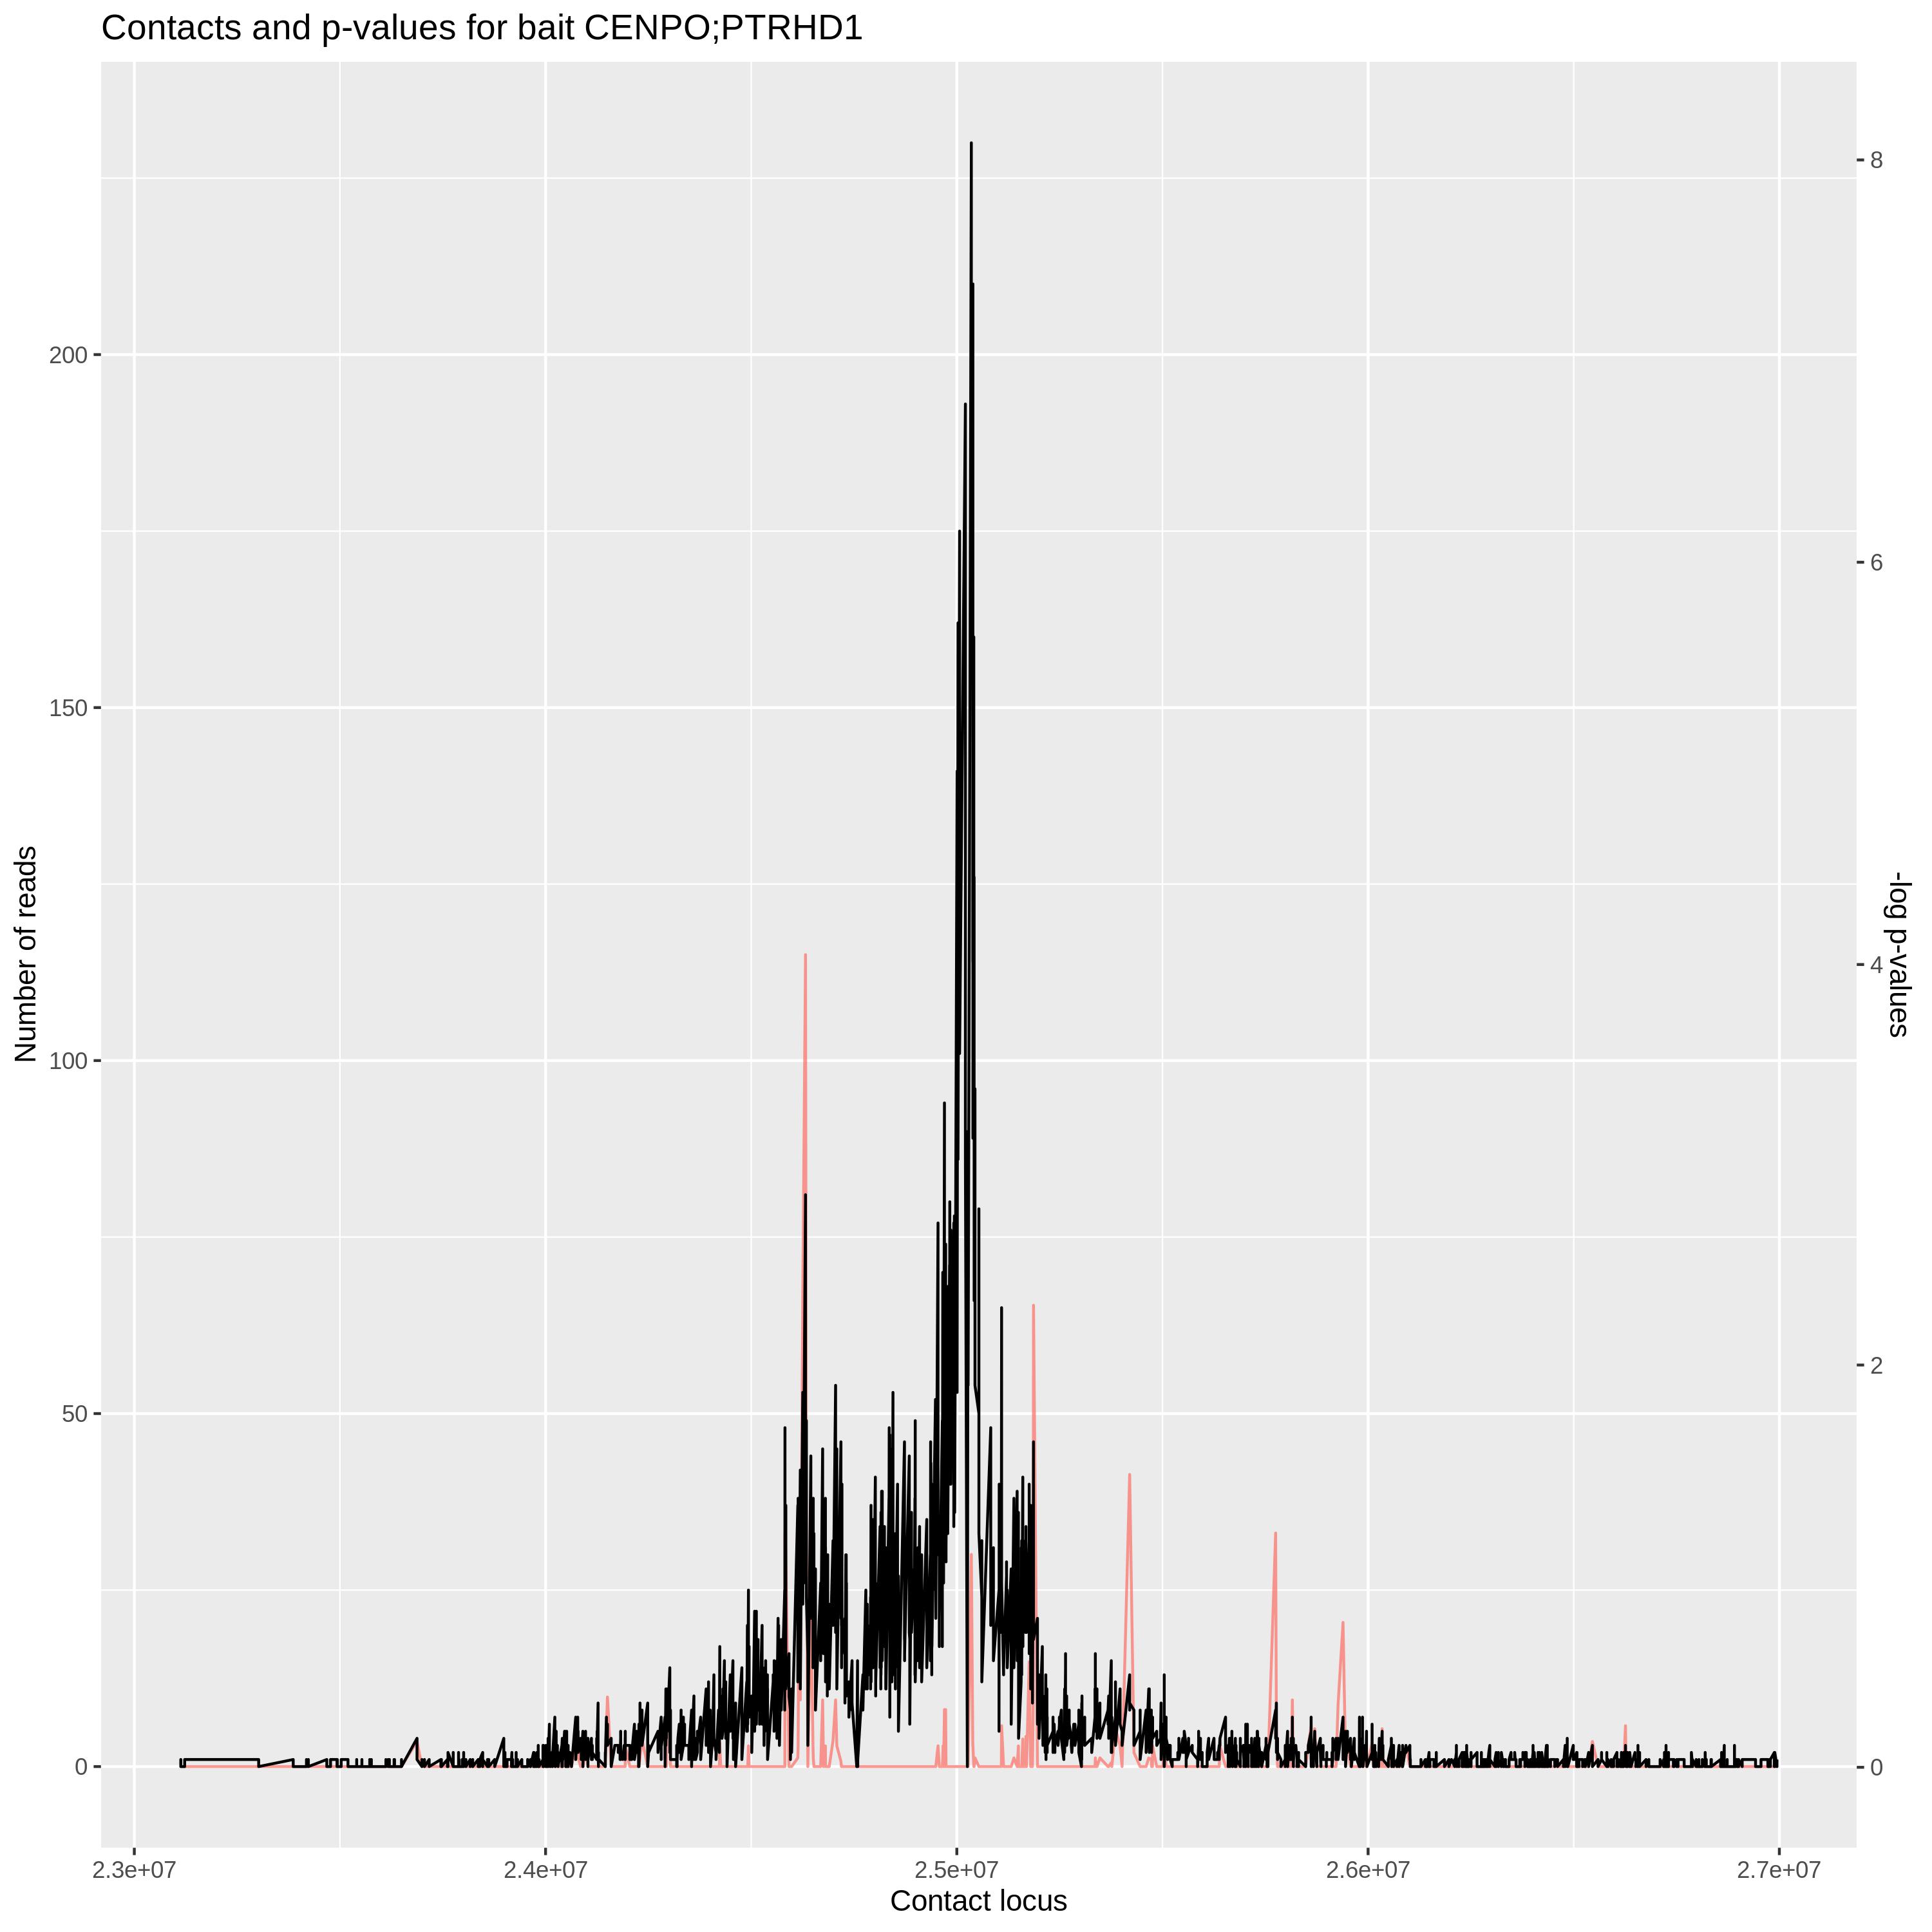 Contacts and p-values for bait CENPO;PTRHD1
Number of reads
200
150
100
50
0
8
6
4
2
0
-log p-values
2.3e+07
2.4e+07
2.5e+07
2.6e+07
2.7e+07
Contact locus